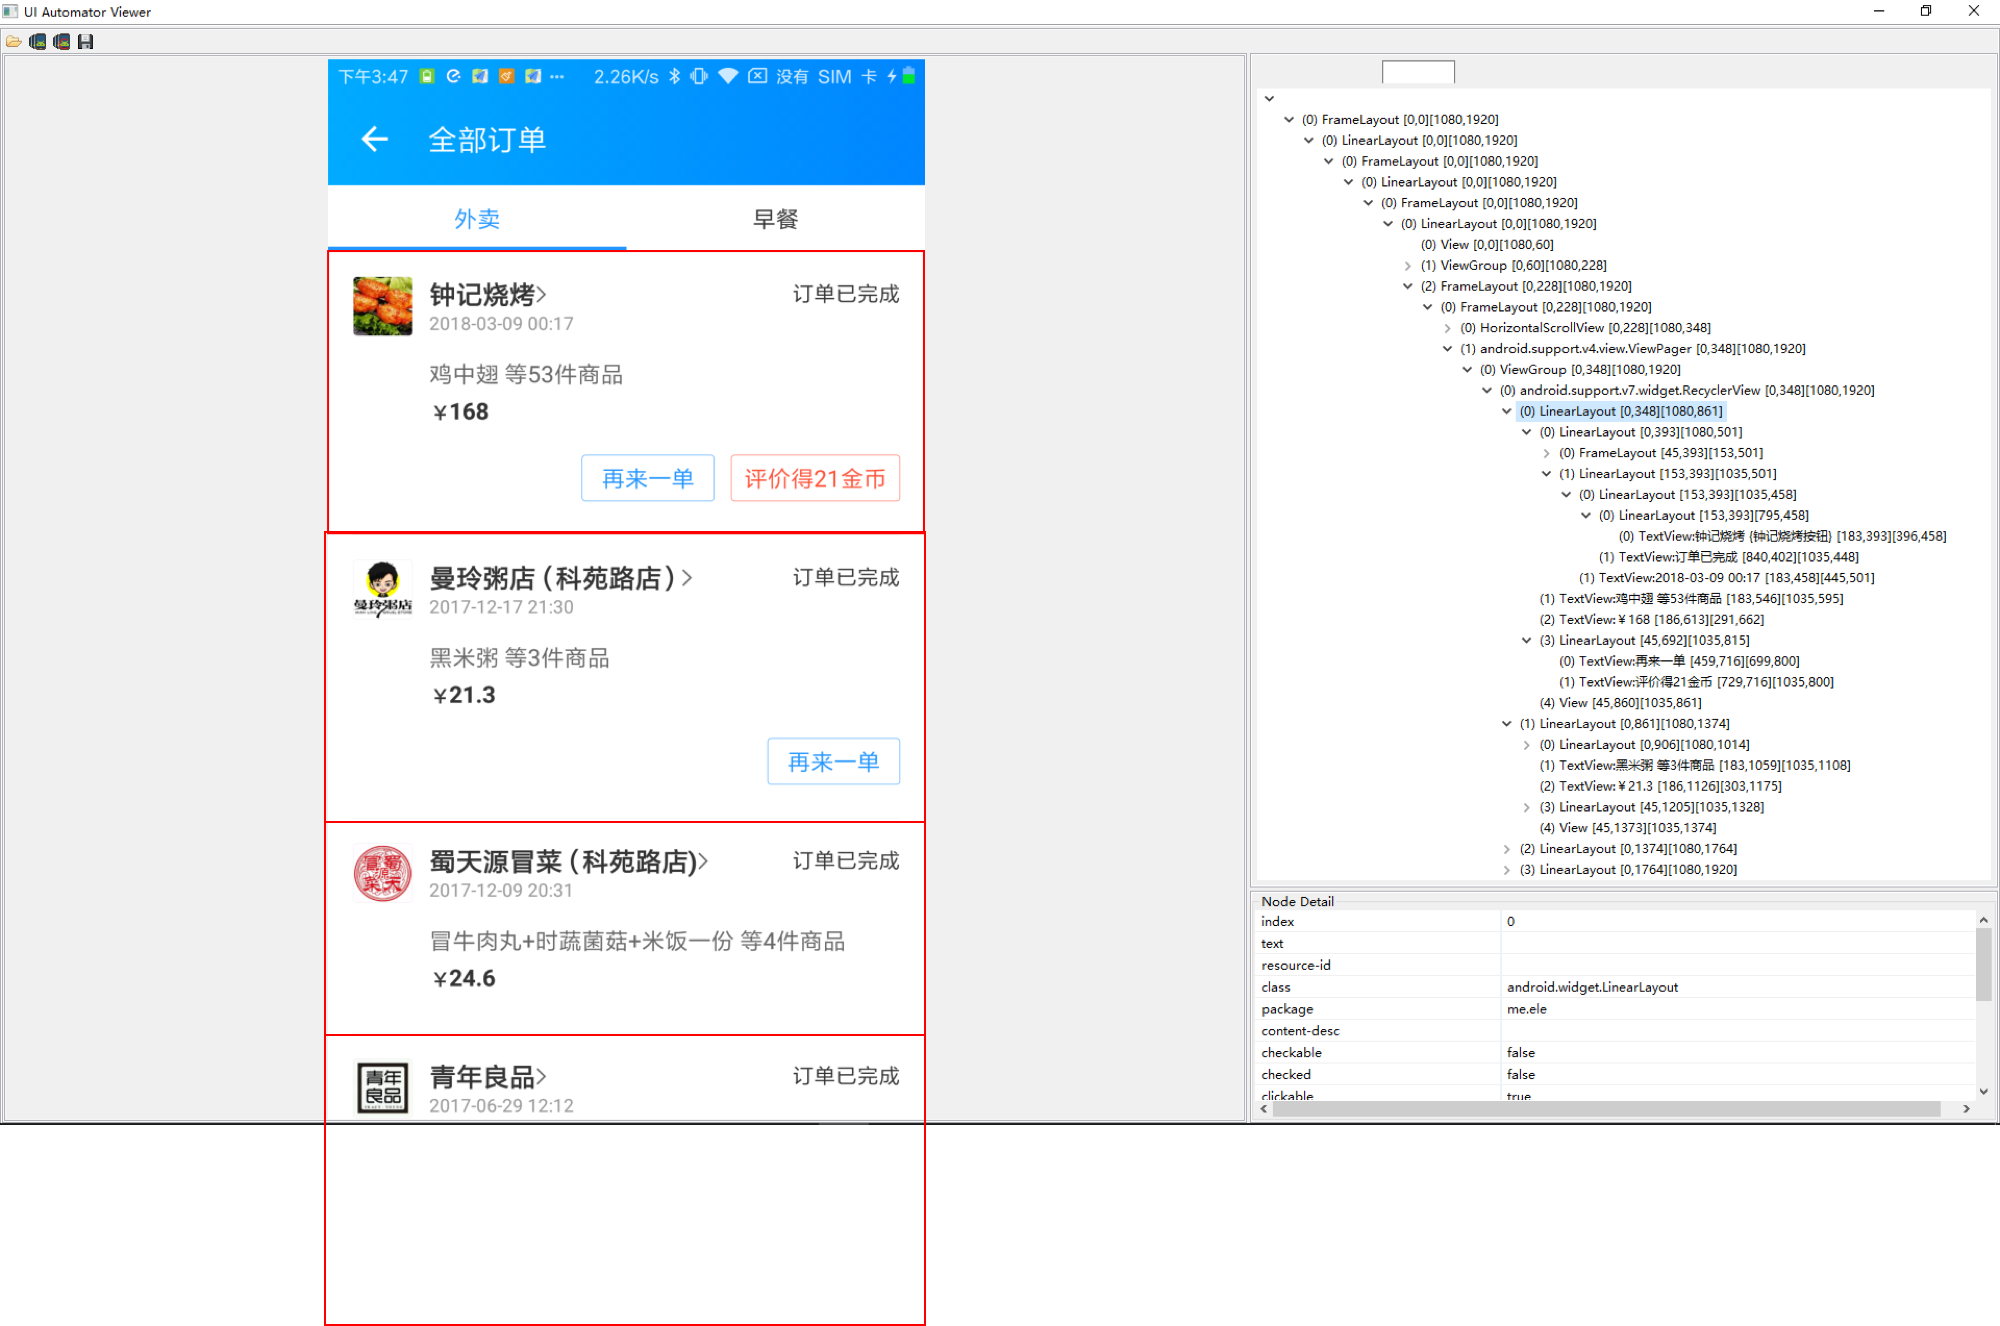 UI Automator Viewer
下午3:47 ··· 2.26K/s 没有 SIM 卡
全部订单
外卖 早餐
钟记烧烤> 订单已完成
2018-03-09 00:17
鸡中翅 等53件商品
¥168
再来一单 评价得21金币
曼玲粥店（科苑路店）> 订单已完成
曼玲粥店
2017-12-17 21:30
黑米粥 等3件商品
¥21.3
再来一单
蜀天源冒菜（科苑路店)> 订单已完成
2017-12-09 20:31
冒牛肉丸+时蔬菌菇+米饭一份 等4件商品
¥24.6
青年良品
青年良品> 订单已完成
2017-06-29 12:12
(0) FrameLayout [0,0][1080,1920]
(0) LinearLayout [0,0][1080,1920]
(0) FrameLayout [0,0][1080,1920]
(0) LinearLayout [0,0][1080,1920]
(0) FrameLayout [0,0][1080,1920]
(0) LinearLayout [0,0][1080,1920]
(0) View [0,0][1080,60]
(1) ViewGroup [0,60][1080,228]
(2) FrameLayout [0,228][1080,1920]
(0) FrameLayout [0,228][1080,1920]
(0) HorizontalScrollView [0,228][1080,348]
(1) android.support.v4.view.ViewPager [0,348][1080,1920]
(0) ViewGroup [0,348][1080,1920]
(0) android.support.v7.widget.RecyclerView [0,348][1080,1920]
(0) LinearLayout [0,348][1080,861]
(0) LinearLayout [0,393][1080,501]
(0) FrameLayout [45,393][153,501]
(1) LinearLayout [153,393][1035,501]
(0) LinearLayout [153,393][1035,458]
(0) LinearLayout [153,393][795,458]
(0) TextView:钟记烧烤 {钟记烧烤按钮} [183,393][396,458]
(1) TextView:订单已完成 [840,402][1035,448]
(1) TextView:2018-03-09 00:17 [183,458][445,501]
(1) TextView:鸡中翅 等53件商品 [183,546][1035,595]
(2) TextView:¥168 [186,613][291,662]
(3) LinearLayout [45,692][1035,815]
(0) TextView:再来一单 [459,716][699,800]
(1) TextView:评价得21金币 [729,716][1035,800]
(4) View [45,860][1035,861]
(1) LinearLayout [0,861][1080,1374]
(0) LinearLayout [0,906][1080,1014]
(1) TextView:黑米粥 等3件商品 [183,1059][1035,1108]
(2) TextView:¥21.3 [186,1126][303,1175]
(3) LinearLayout [45,1205][1035,1328]
(4) View [45,1373][1035,1374]
(2) LinearLayout [0,1374][1080,1764]
(3) LinearLayout [0,1764][1080,1920]
Node Detail
index 0
text
resource-id
class android.widget.LinearLayout
package me.ele
content-desc
checkable false
checked false
clickable true